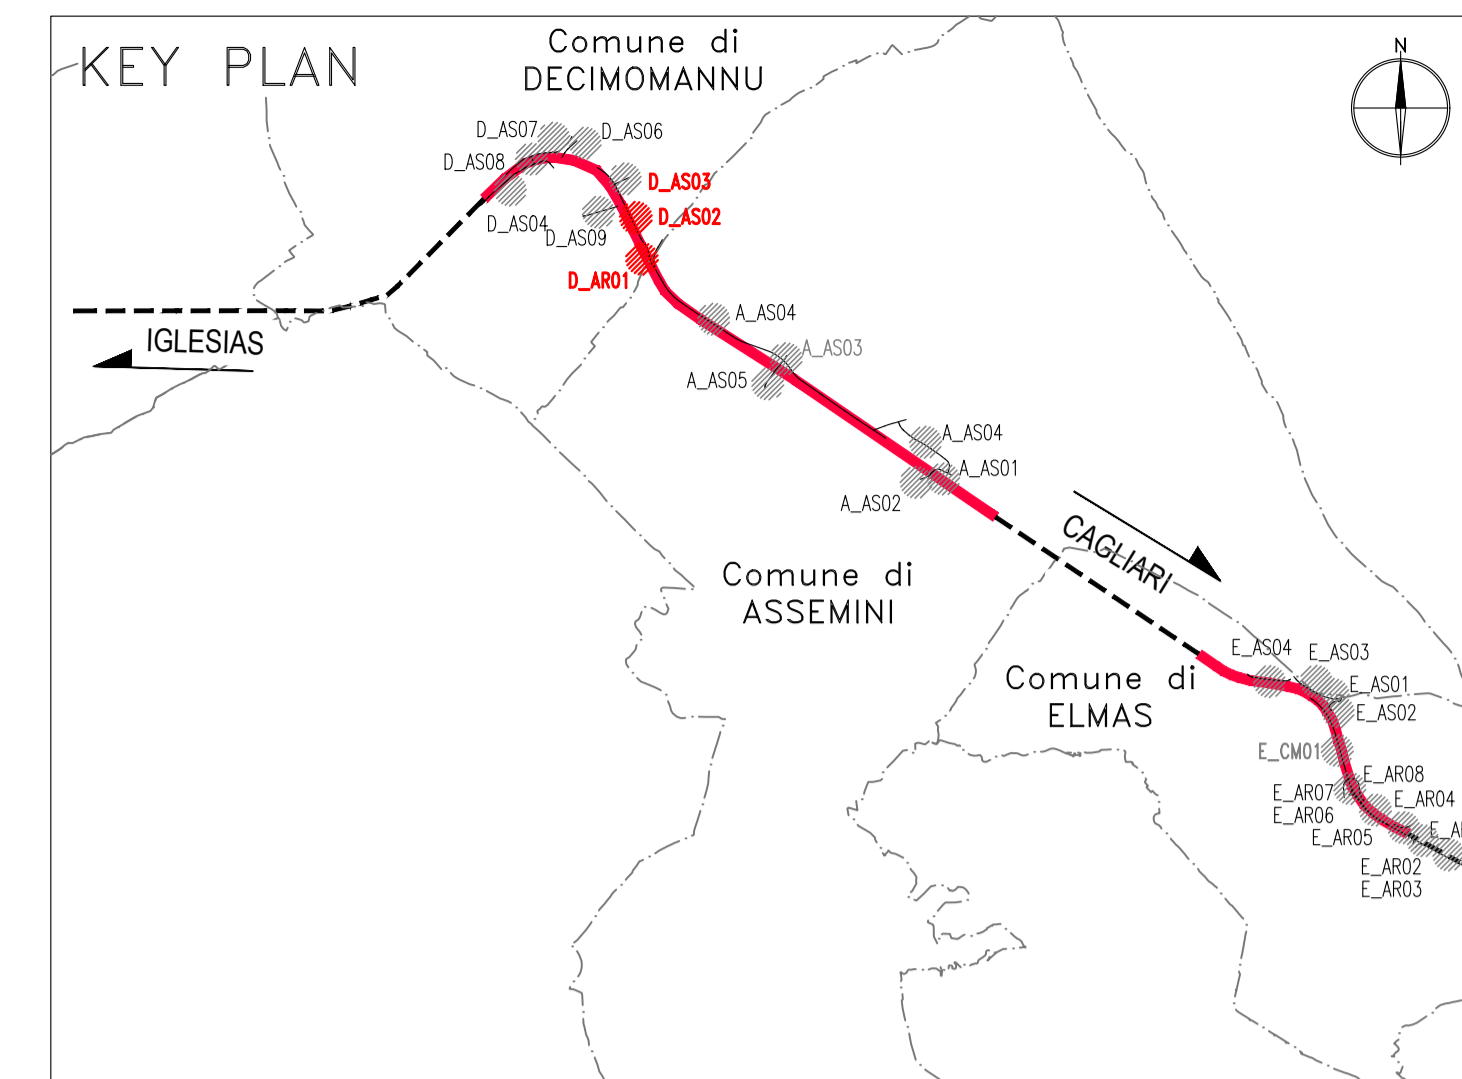 KEY PLAN
Comune di
DECIMOMANNU
N
D_AS07
D_AS06
D_AS08
D_AS03
D_AS04
D_AS02
D_AS09
D_AR01
IGLESIAS
A_AS04
A_AS03
A_AS05
A_AS04
A_AS01
A_AS02
CAGLIARI
Comune di
ASSEMINI
E_AS04
E_AS03
Comune di
ELMAS
E_AS01
E_AS02
E_CM01
E_AR08
E_AR07
E_AR04
E_AR06
E_AR05
E_AR02
E_AR03